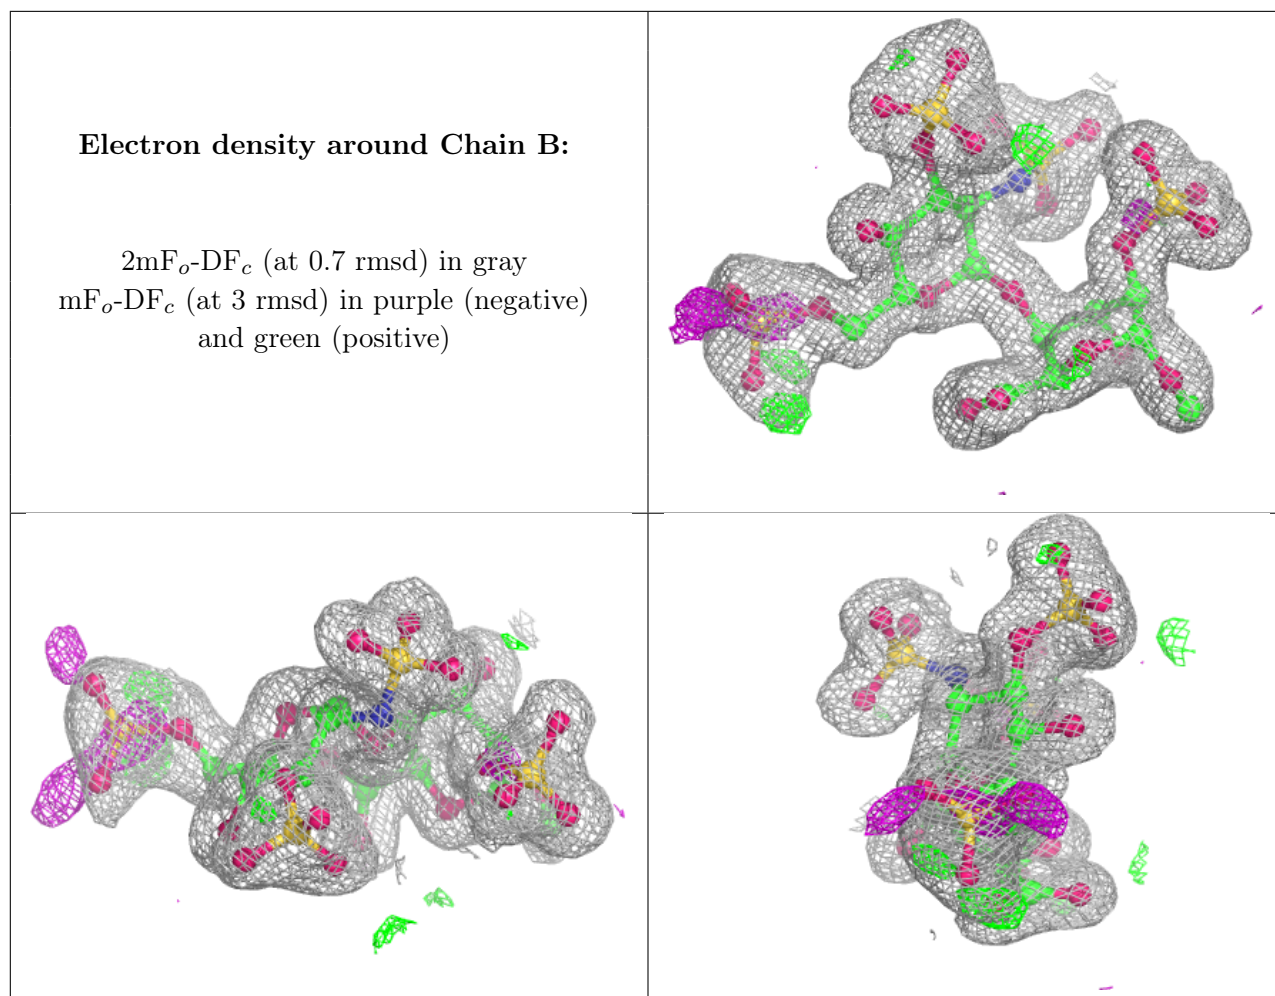 Electron density around Chain B:
2mFo-DFc (at 0.7 rmsd) in gray
mFo-DFc (at 3 rmsd) in purple (negative)
and green (positive)